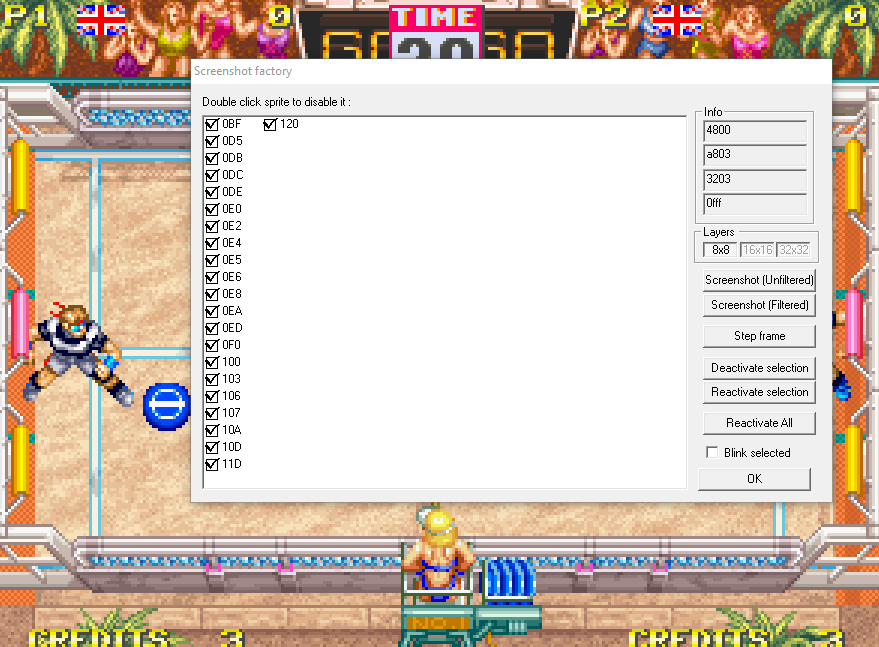 P1 0 TIME P2 0
30
Screenshot factory
Double click sprite to disable it :
0BF 120
0D5
0DB
0DC
0DE
0E0
0E2
0E4
0E5
0E6
0E8
0EA
0ED
0F0
100
103
106
107
10A
10D
11D
Info
4800
a803
3203
0fff
Layers
8x8 16x16 32x32
Screenshot (Unfiltered)
Screenshot (Filtered)
Step frame
Deactivate selection
Reactivate selection
Reactivate All
Blink selected
OK
CREDITS 3 CREDITS 3